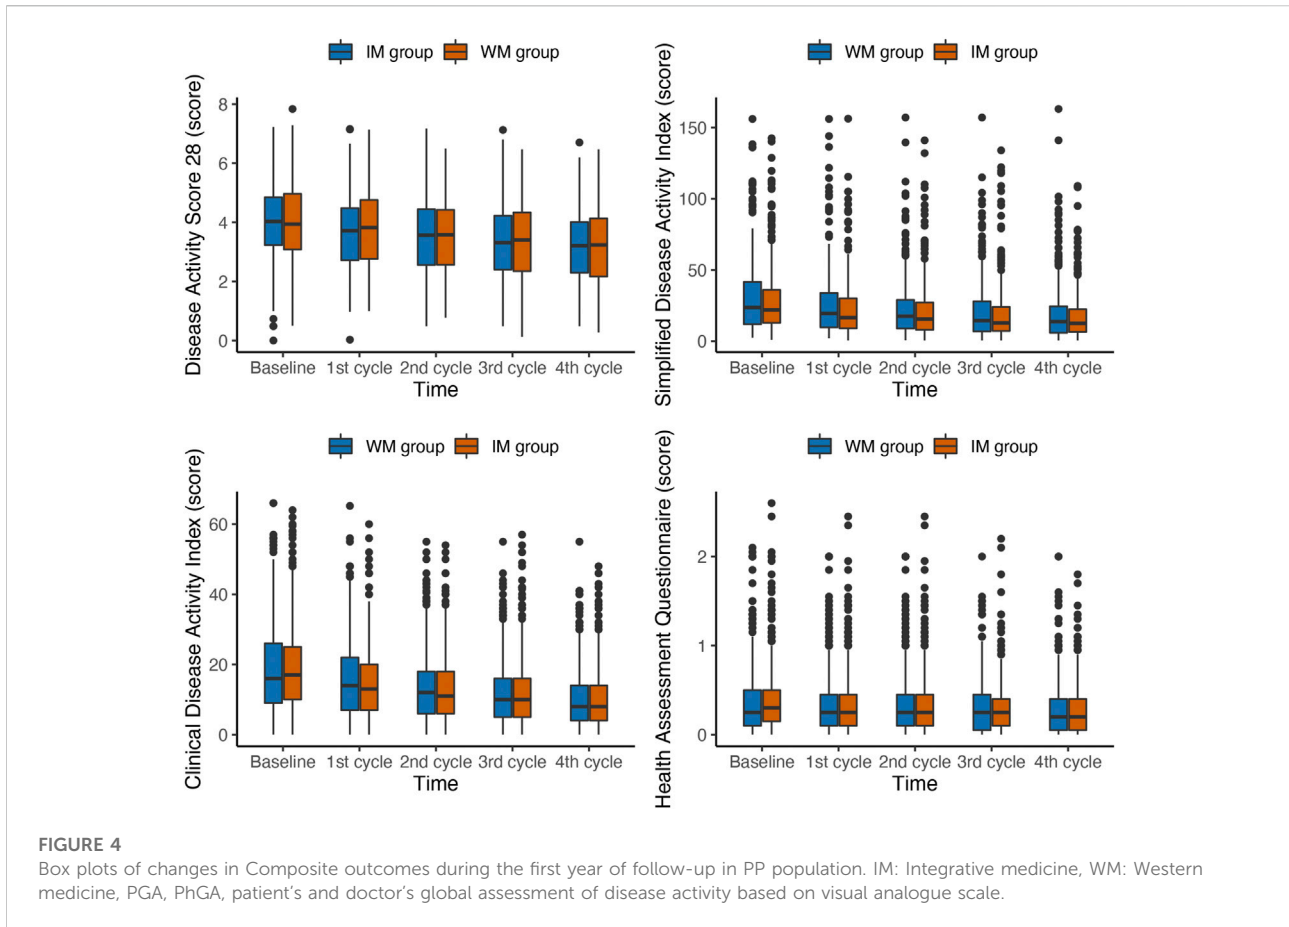 IM group WM group
Disease Activity Score 28 (score)
8
6
4
2
0
Baseline 1st cycle 2nd cycle 3rd cycle 4th cycle
Time
WM group IM group
Simplified Disease Activity Index (score)
150
100
50
0
Baseline 1st cycle 2nd cycle 3rd cycle 4th cycle
Time
WM group IM group
Clinical Disease Activity Index (score)
60
40
20
0
Baseline 1st cycle 2nd cycle 3rd cycle 4th cycle
Time
WM group IM group
Health Assessment Questionnaire (score)
2
1
0
Baseline 1st cycle 2nd cycle 3rd cycle 4th cycle
Time
FIGURE 4
Box plots of changes in Composite outcomes during the first year of follow-up in PP population. IM: Integrative medicine, WM: Western
medicine, PGA, PhGA, patient's and doctor's global assessment of disease activity based on visual analogue scale.